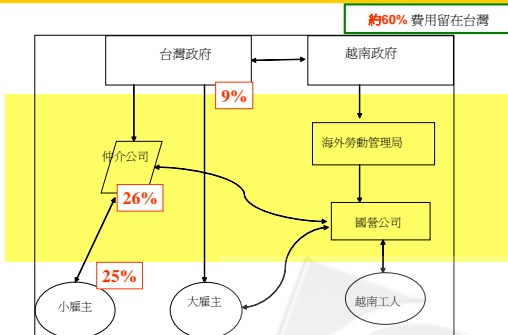 約60% 費用留在台灣
台灣政府
越南政府
9%
仲介公司
海外勞動管理局
26%
國營公司
25%
小雇主
大雇主
越南工人